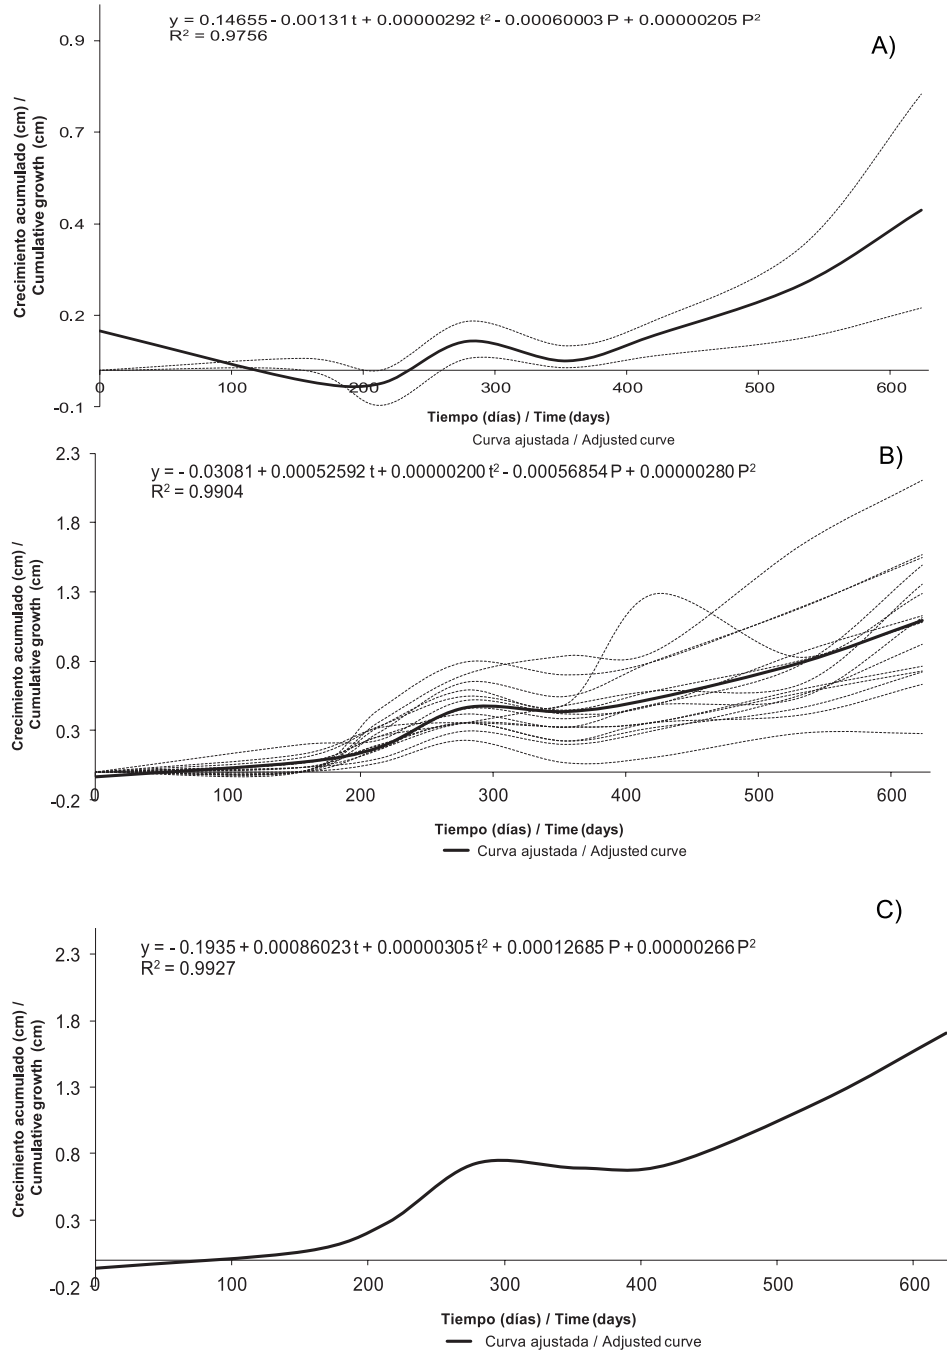 y = 0.14655 - 0.00131 t + 0.00000292 t² - 0.00060003 P + 0.00000205 P²
R² = 0.9756
A)
Crecimiento acumulado (cm) /
Cumulative growth (cm)
0.9
0.7
0.4
0.2
-0.1
0 100 200 300 400 500 600
Tiempo (días) / Time (days)
Curva ajustada / Adjusted curve
B)
y = - 0.03081 + 0.00052592 t + 0.00000200 t² - 0.00056854 P + 0.00000280 P²
R² = 0.9904
Crecimiento acumulado (cm) /
Cumulative growth (cm)
2.3
1.8
1.3
0.8
0.3
-0.2
0 100 200 300 400 500 600
Tiempo (días) / Time (days)
Curva ajustada / Adjusted curve
C)
y = - 0.1935 + 0.00086023 t + 0.00000305 t² + 0.00012685 P + 0.00000266 P²
R² = 0.9927
Crecimiento acumulado (cm) /
Cumulative growth (cm)
2.3
1.8
1.3
0.8
0.3
-0.2
0 100 200 300 400 500 600
Tiempo (días) / Time (days)
Curva ajustada / Adjusted curve